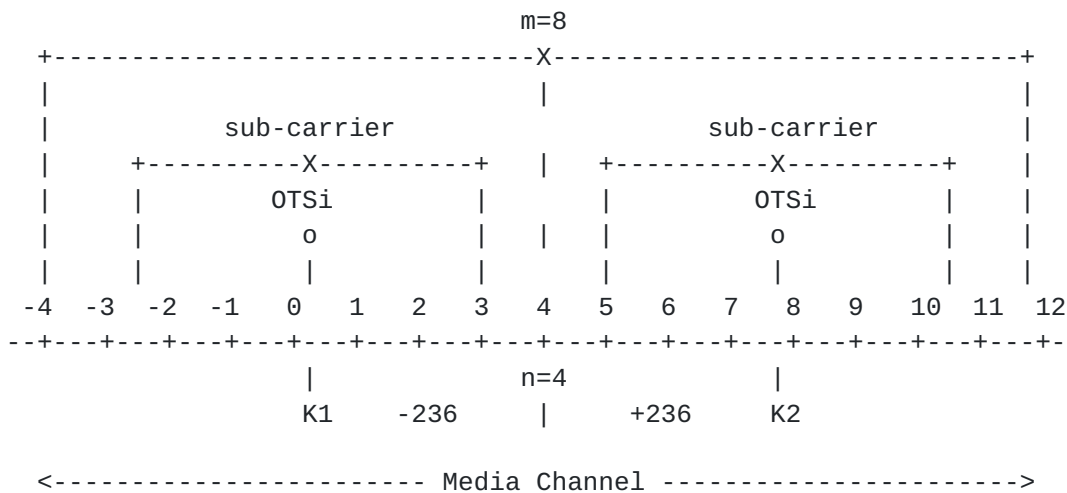 m=8
  +-------------------------------X------------------------------+
  |                               |                              |
  |           sub-carrier                    sub-carrier         |
  |     +----------X----------+   |   +----------X----------+    |
  |     |        OTSi         |       |         OTSi        |    |
  |     |          o          |   |   |          o          |    |
  |     |          |          |       |          |          |    |
 -4  -3  -2  -1   0   1   2   3   4   5   6   7   8   9   10  11  12
--+---+---+---+---+---+---+---+---+---+---+---+---+---+---+---+---+-
                   |             n=4             |
                   K1    -236     |     +236     K2

  <------------------------ Media Channel ----------------------->